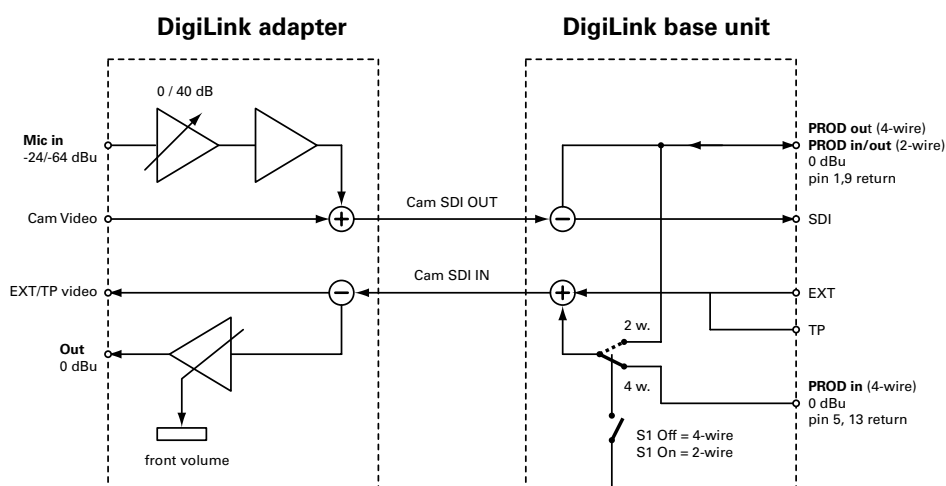 DigiLink adapter
DigiLink base unit
0 / 40 dB
Mic in
-24/-64 dBu
PROD out (4-wire)
PROD in/out (2-wire)
0 dBu
pin 1,9 return
Cam SDI OUT
Cam Video
+
−
SDI
Cam SDI IN
EXT/TP video
−
+
EXT
TP
2 w.
Out
0 dBu
4 w.
PROD in (4-wire)
0 dBu
pin 5, 13 return
S1 Off = 4-wire
S1 On = 2-wire
front volume